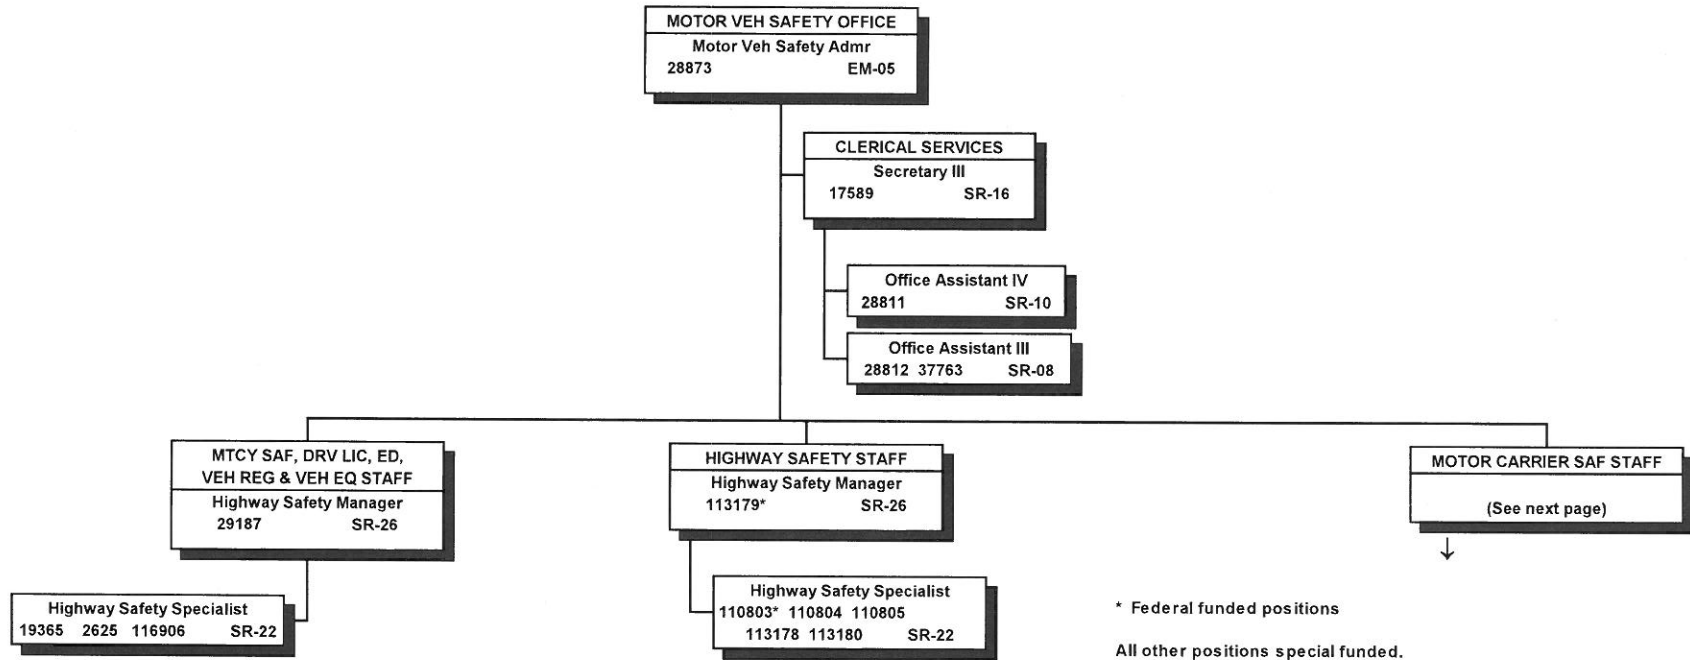 MOTOR VEH SAFETY OFFICE
Motor Veh Safety Admr
28873 EM-05
CLERICAL SERVICES
Secretary III
17589 SR-16
Office Assistant IV
28811 SR-10
Office Assistant III
28812 37763 SR-08
MTCY SAF, DRV LIC, ED,
VEH REG & VEH EQ STAFF
Highway Safety Manager
29187 SR-26
Highway Safety Specialist
19365 2625 116906 SR-22
HIGHWAY SAFETY STAFF
Highway Safety Manager
113179* SR-26
Highway Safety Specialist
110803* 110804 110805
113178 113180 SR-22
MOTOR CARRIER SAF STAFF
(See next page)
↓
* Federal funded positions
All other positions special funded.